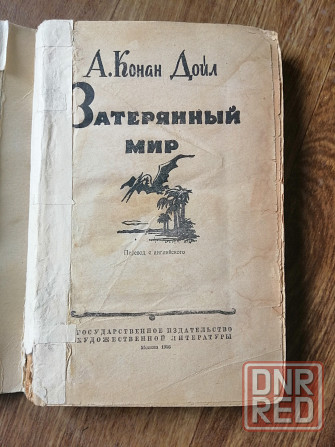 А. Конан Дойл
ЗАТЕРЯННЫЙ
МИР
Перевод с английского
ГОСУДАРСТВЕННОЕ ИЗДАТЕЛЬСТВО
ХУДОЖЕСТВЕННОЙ ЛИТЕРАТУРЫ
Москва
DNR
RED